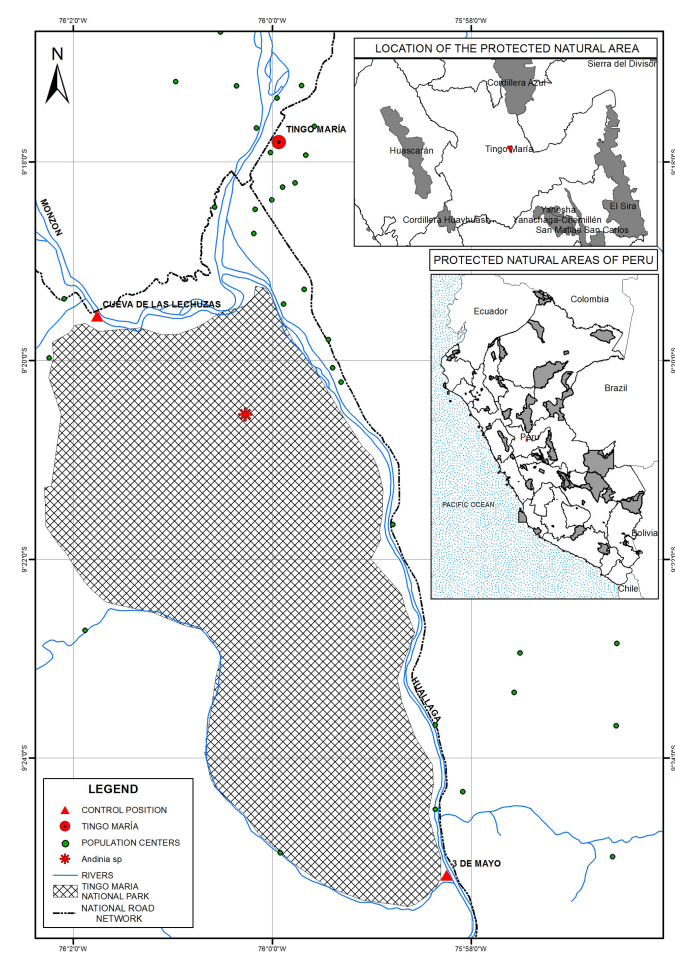 76°2'0"W
76°0'0"W
75°58'0"W
N
LOCATION OF THE PROTECTED NATURAL AREA
Sierra del Divisor
Cordillera Azul
Huascarán
Tingo María
El Sira
Yanesha
Cordillera Huayhuash
Yanachaga-Chemillén
San Matías San Carlos
TINGO MARÍA
9°18'0"S
9°18'0"S
MONZON
PROTECTED NATURAL AREAS OF PERU
Ecuador
Colombia
Brazil
Perú
PACIFIC OCEAN
Bolivia
Chile
CUEVA DE LAS LECHUZAS
9°20'0"S
9°20'0"S
9°22'0"S
9°22'0"S
HUALLAGA
9°24'0"S
9°24'0"S
3 DE MAYO
LEGEND
CONTROL POSITION
TINGO MARÍA
POPULATION CENTERS
Andinia sp
RIVERS
TINGO MARIA
NATIONAL PARK
NATIONAL ROAD
NETWORK
76°2'0"W
76°0'0"W
75°58'0"W